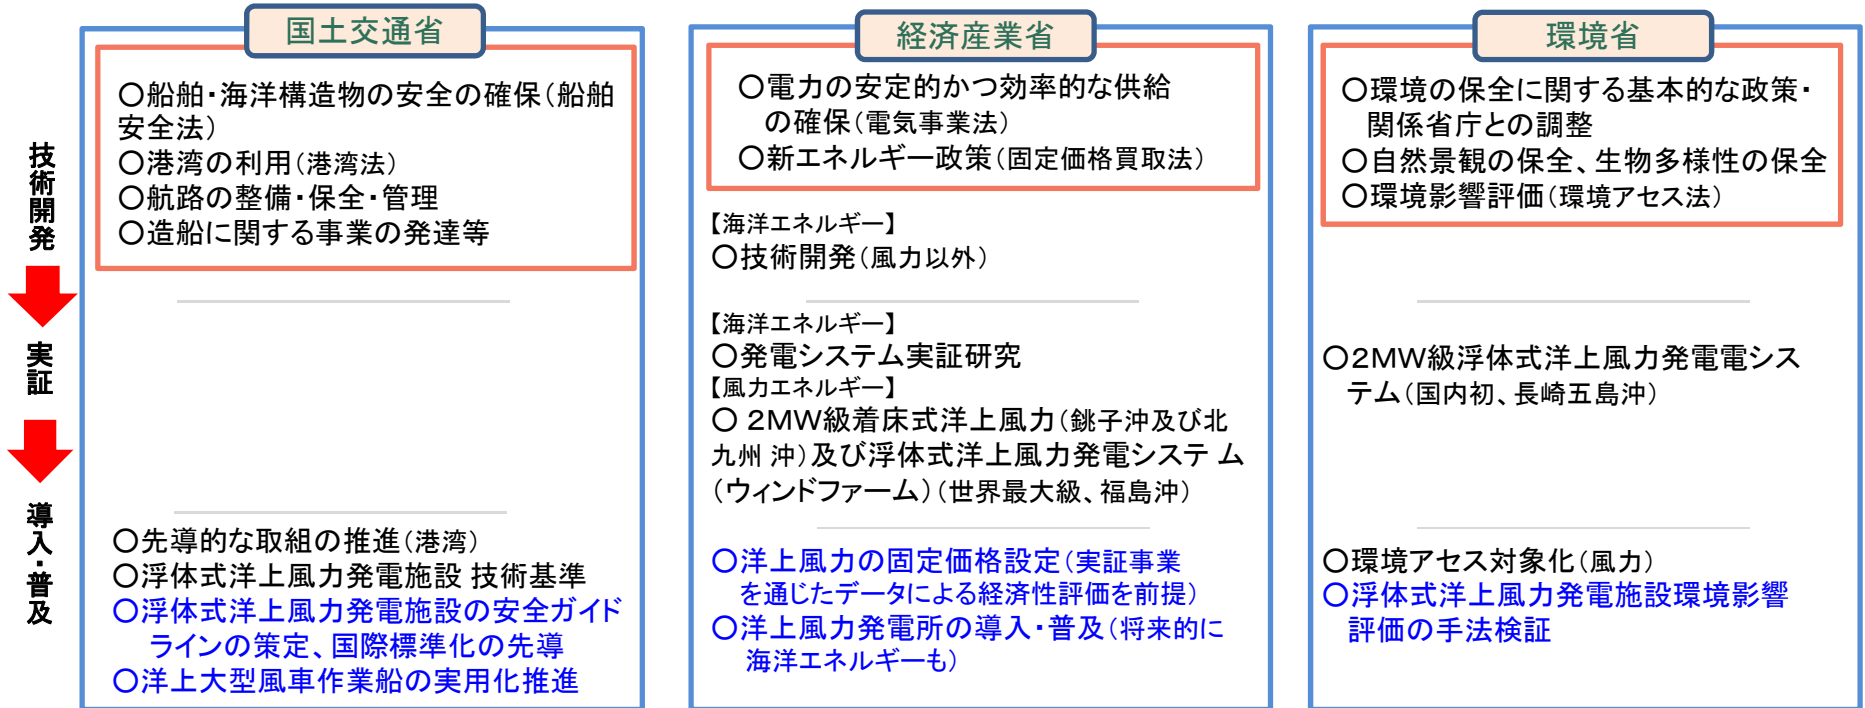 技術開発
実証
導入・普及
国土交通省
○船舶・海洋構造物の安全の確保（船舶
安全法）
○港湾の利用（港湾法）
○航路の整備・保全・管理
○造船に関する事業の発達等
○先導的な取組の推進（港湾）
○浮体式洋上風力発電施設 技術基準
○浮体式洋上風力発電施設の安全ガイド
ラインの策定、国際標準化の先導
○洋上大型風車作業船の実用化推進
経済産業省
○電力の安定的かつ効率的な供給
の確保（電気事業法）
○新エネルギー政策（固定価格買取法）
【海洋エネルギー】
○技術開発（風力以外）
【海洋エネルギー】
○発電システム実証研究
【風力エネルギー】
○ 2MW級着床式洋上風力（銚子沖及び北
九州 沖）及び浮体式洋上風力発電システ ム
（ウィンドファーム）（世界最大級、福島沖）
○洋上風力の固定価格設定（実証事業
を通じたデータによる経済性評価を前提）
○洋上風力発電所の導入・普及（将来的に
海洋エネルギーも）
環境省
○環境の保全に関する基本的な政策・
関係省庁との調整
○自然景観の保全、生物多様性の保全
○環境影響評価（環境アセス法）
○2MW級浮体式洋上風力発電電シス
テム（国内初、長崎五島沖）
○環境アセス対象化（風力）
○浮体式洋上風力発電施設環境影響
評価の手法検証